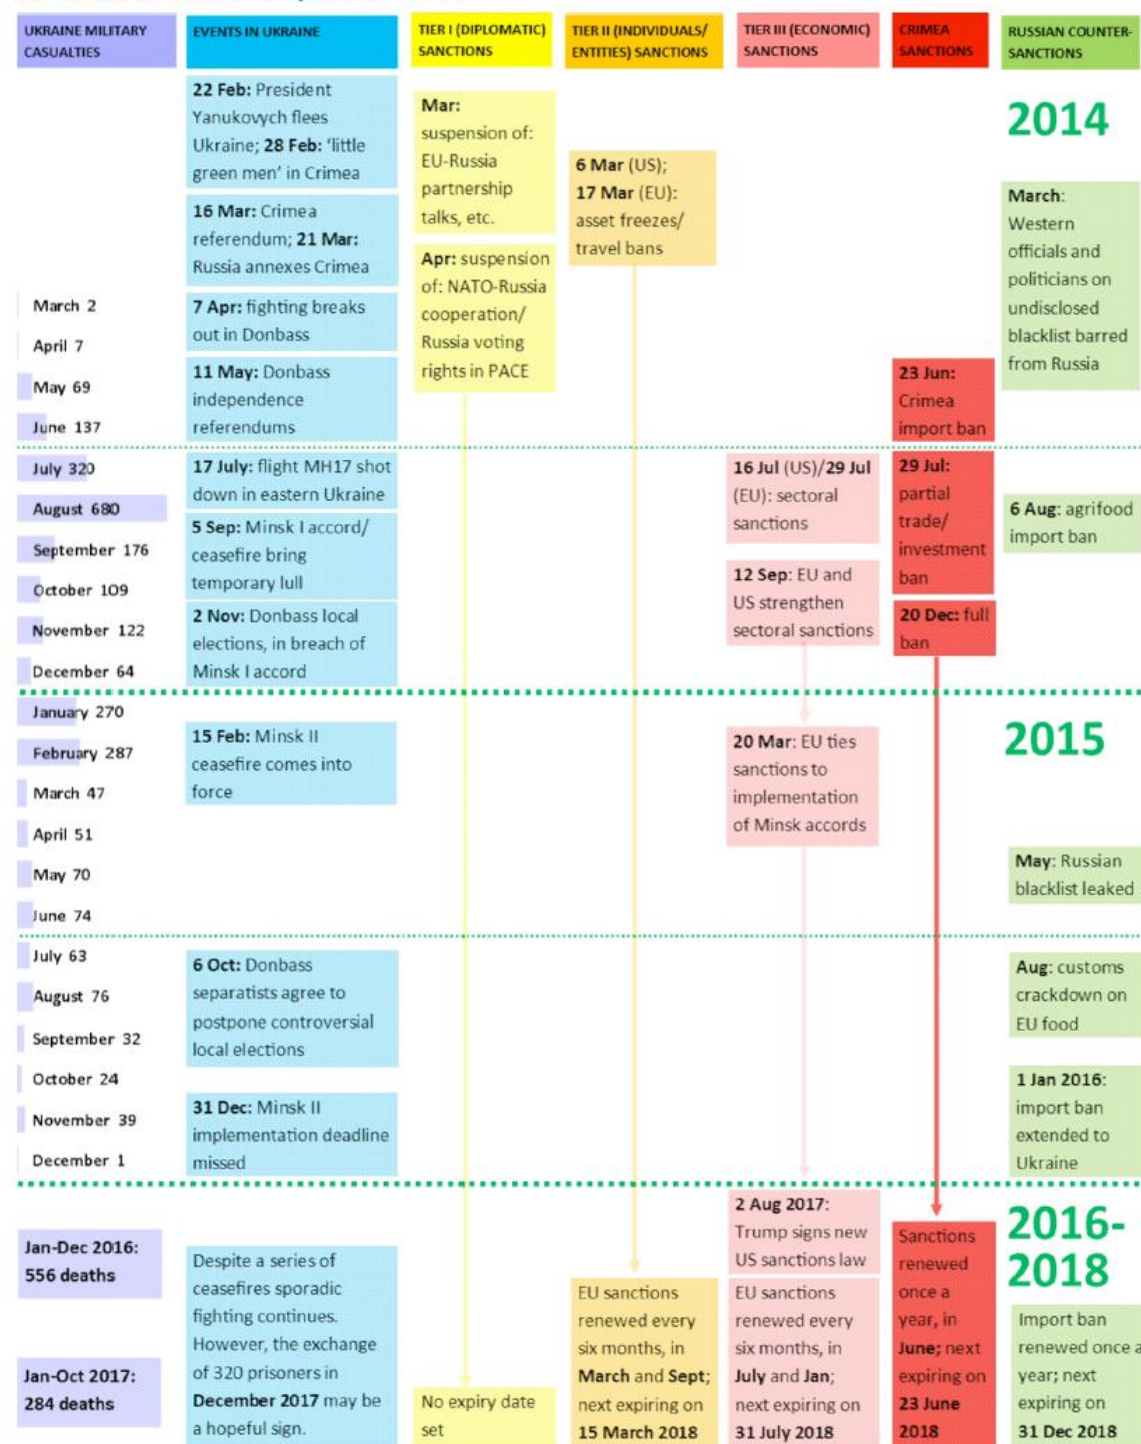 UKRAINE MILITARY
CASUALTIES
EVENTS IN UKRAINE
TIER I (DIPLOMATIC)
SANCTIONS
TIER II (INDIVIDUALS/
ENTITIES) SANCTIONS
TIER III (ECONOMIC)
SANCTIONS
CRIMEA
SANCTIONS
RUSSIAN COUNTER-
SANCTIONS
2014
March 2
April 7
May 69
June 137
July 320
August 680
September 176
October 109
November 122
December 64
22 Feb: President
Yanukovych flees
Ukraine; 28 Feb: ‘little
green men’ in Crimea
16 Mar: Crimea
referendum; 21 Mar:
Russia annexes Crimea
7 Apr: fighting breaks
out in Donbass
11 May: Donbass
independence
referendums
17 July: flight MH17 shot
down in eastern Ukraine
5 Sep: Minsk I accord/
ceasefire bring
temporary lull
2 Nov: Donbass local
elections, in breach of
Minsk I accord
Mar:
suspension of:
EU-Russia
partnership
talks, etc.
Apr: suspension
of: NATO-Russia
cooperation/
Russia voting
rights in PACE
6 Mar (US);
17 Mar (EU):
asset freezes/
travel bans
16 Jul (US)/29 Jul
(EU): sectoral
sanctions
12 Sep: EU and
US strengthen
sectoral sanctions
23 Jun:
Crimea
import ban
29 Jul:
partial
trade/
investment
ban
20 Dec: full
ban
March:
Western
officials and
politicians on
undisclosed
blacklist barred
from Russia
6 Aug: agrifood
import ban
2015
January 270
February 287
March 47
April 51
May 70
June 74
July 63
August 76
September 32
October 24
November 39
December 1
15 Feb: Minsk II
ceasefire comes into
force
6 Oct: Donbass
separatists agree to
postpone controversial
local elections
31 Dec: Minsk II
implementation deadline
missed
20 Mar: EU ties
sanctions to
implementation
of Minsk accords
May: Russian
blacklist leaked
Aug: customs
crackdown on
EU food
1 Jan 2016:
import ban
extended to
Ukraine
2016-
2018
Jan-Dec 2016:
556 deaths
Jan-Oct 2017:
284 deaths
Despite a series of
ceasefires sporadic
fighting continues.
However, the exchange
of 320 prisoners in
December 2017 may be
a hopeful sign.
No expiry date
set
EU sanctions
renewed every
six months, in
March and Sept;
next expiring on
15 March 2018
2 Aug 2017:
Trump signs new
US sanctions law
EU sanctions
renewed every
six months, in
July and Jan;
next expiring on
31 July 2018
Sanctions
renewed
once a
year, in
June; next
expiring on
23 June
2018
Import ban
renewed once a
year; next
expiring on
31 Dec 2018